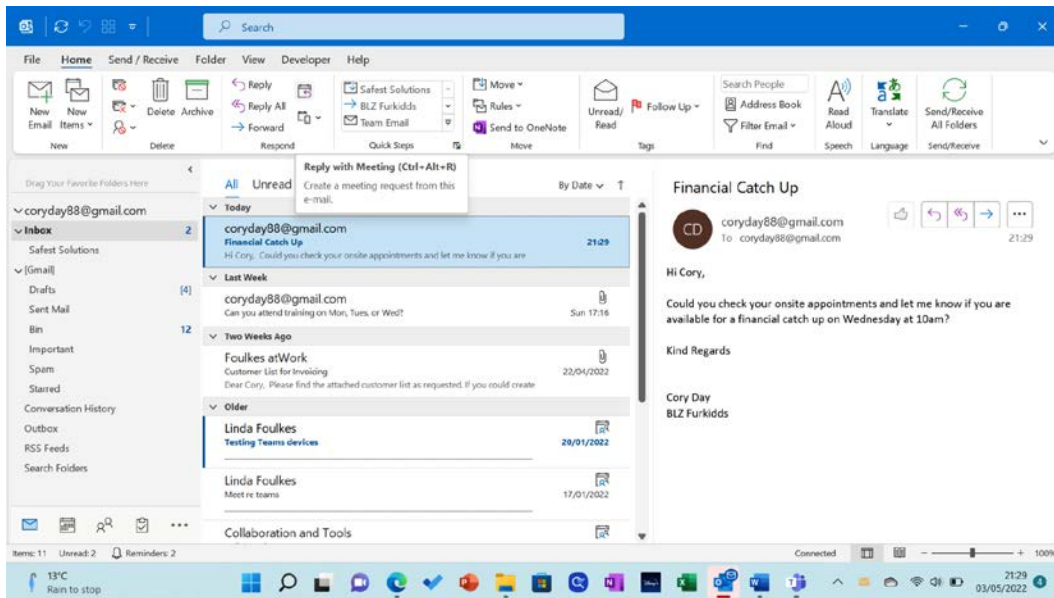 Search
File Home Send / Receive Folder View Developer Help
New Email
New Items
Delete
Archive
Reply
Reply All
Forward
Safest Solutions
BLZ Furkidds
Team Email
Move
Rules
Send to OneNote
Unread/ Read
Follow Up
Search People
Address Book
Filter Email
Read Aloud
Translate
Send/Receive All Folders
New Delete Respond Quick Steps Move Tags Find Speech Language Send/Receive
Reply with Meeting (Ctrl+Alt+R)
Create a meeting request from this
e-mail.
Drag Your Favorite Folders Here
coryday88@gmail.com
Inbox 2
Safest Solutions
[Gmail]
Drafts [4]
Sent Mail
Bin 12
Important
Spam
Starred
Conversation History
Outbox
RSS Feeds
Search Folders
All Unread
By Date
Today
coryday88@gmail.com
Financial Catch Up 21:29
Hi Cory, Could you check your onsite appointments and let me know if you are
Last Week
coryday88@gmail.com
Can you attend training on Mon, Tues, or Wed? Sun 17:16
Two Weeks Ago
Foulkes atWork
Customer List for Invoicing 22/04/2022
Dear Cory, Please find the attached customer list as requested. If you could create
Older
Linda Foulkes
Testing Teams devices 20/01/2022
Linda Foulkes
Meet re teams 17/01/2022
Collaboration and Tools
Financial Catch Up
CD
coryday88@gmail.com
To coryday88@gmail.com 21:29
Hi Cory,
Could you check your onsite appointments and let me know if you are
available for a financial catch up on Wednesday at 10am?
Kind Regards
Cory Day
BLZ Furkidds
Items: 11 Unread: 2 Reminders: 2
Connected
100%
13°C
Rain to stop
21:29
03/05/2022
4